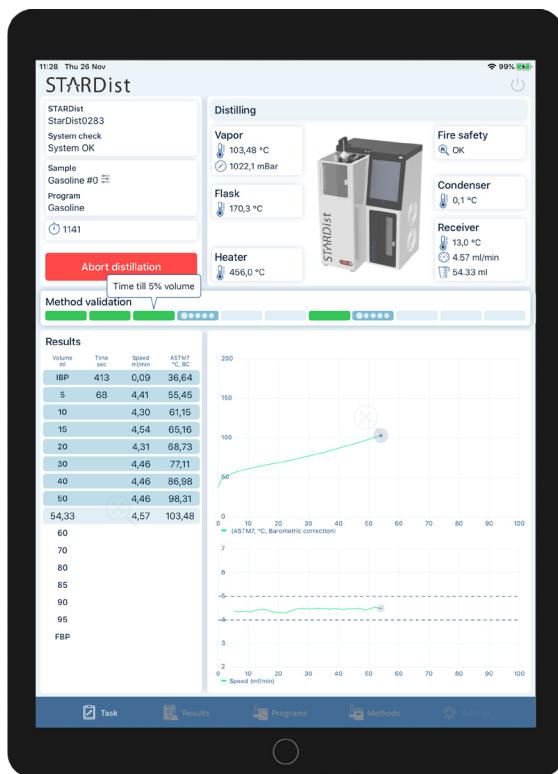 11:28 Thu 26 Nov
99%
STΛRDist
STARDist
StarDist0283
System check
System OK
Sample
Gasoline #0
Program
Gasoline
1141
Abort distillation
Distilling
Vapor
103,48 °C
1022,1 mBar
Flask
170,3 °C
Heater
456,0 °C
STΛRDist
Fire safety
OK
Condenser
0,1 °C
Receiver
13,0 °C
4.57 ml/min
54.33 ml
Time till 5% volume
Method validation
Results
Volume ml Time sec Speed ml/min ASTM7 °C, BC
IBP 413 0,09 36,64
5 68 4,41 55,45
10 4,30 61,15
15 4,54 65,16
20 4,31 68,73
30 4,46 77,11
40 4,46 86,98
50 4,46 98,31
54,33 4,57 103,48
60
70
80
85
90
95
FBP
200
150
100
50
0
0 10 20 30 40 50 60 70 80 90 100
(ASTM7, °C, Barometric correction)
7
6
5
4
3
2
0 10 20 30 40 50 60 70 80 90 100
Speed (ml/min)
Task Results Programs Methods Settings